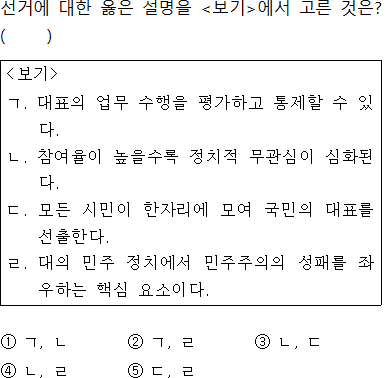 선거에 대한 옳은 설명을 <보기>에서 고른 것은?
(     )
<보기>
ㄱ. 대표의 업무 수행을 평가하고 통제할 수 있
다.
ㄴ. 참여율이 높을수록 정치적 무관심이 심화된
다.
ㄷ. 모든 시민이 한자리에 모여 국민의 대표를
선출한다.
ㄹ. 대의 민주 정치에서 민주주의의 성패를 좌
우하는 핵심 요소이다.
① ㄱ, ㄴ ② ㄱ, ㄹ ③ ㄴ, ㄷ
④ ㄴ, ㄹ ⑤ ㄷ, ㄹ